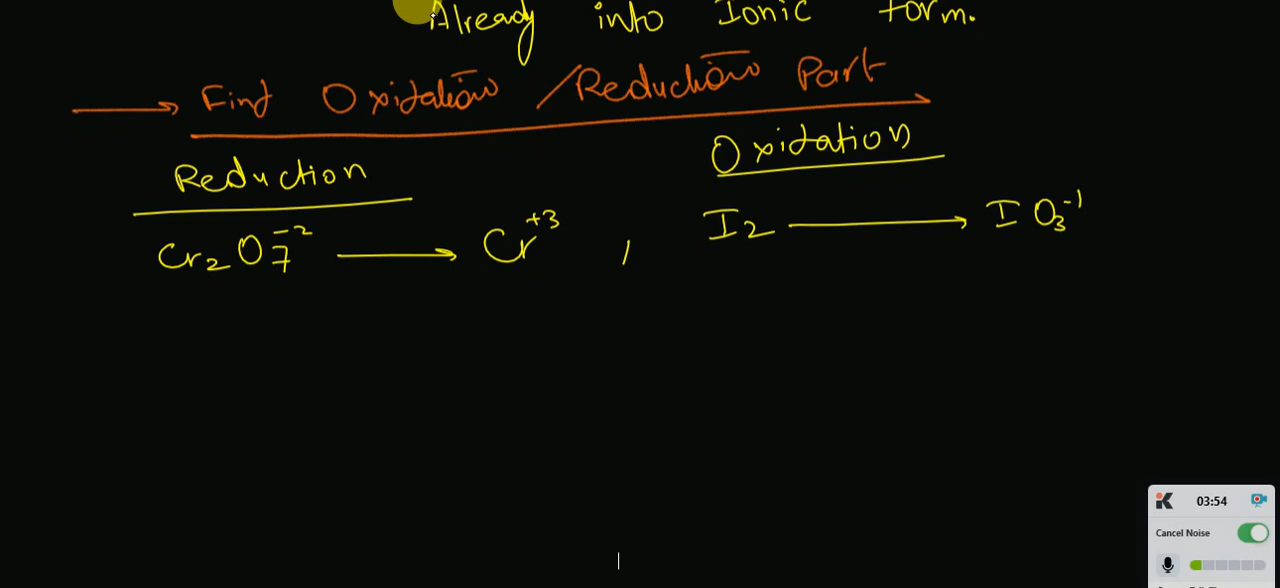 Already into Ionic form.
→ Find Oxidation / Reduction Part
Reduction
Oxidation
Cr₂O₇⁻² → Cr⁺³ , I₂ → IO₃⁻¹
03:54
Cancel Noise